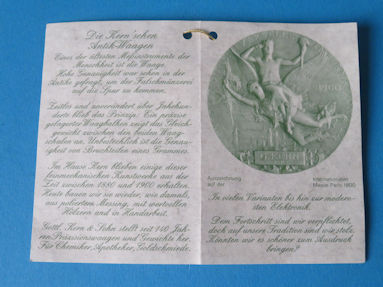 Die Kern'schen
Antik-Waagen
Eines der ältesten Meßinstrumente der
Menschheit ist die Waage.
Hohe Genauigkeit war schon in der
Antike gefragt, um der Falschmünzerei
auf die Spur zu kommen.
Zeitlos und unverändert über Jahrhun-
derte blieb das Prinzip: Ein präzise
gelagerter Waagbalken zeigt das Gleich-
gewicht zwischen den beiden Waag-
schalen an. Unbestechlich ist die Genau-
igkeit von Bruchteilen eines Grammes.
Im Hause Kern blieben einige dieser
feinmechanischen Kunstwerke aus der
Zeit zwischen 1880 und 1900 erhalten.
Heute bauen wir sie wieder, wie damals,
aus poliertem Messing, mit wertvollen
Hölzern und in Handarbeit.
Gottl. Kern & Sohn stellt seit 140 Jah-
ren Präzisionswaagen und Gewichte her.
Für Chemiker, Apotheker, Goldschmiede.
1900
G. KERN
Auszeichnung
auf der
Internationalen
Messe Paris 1900
In vielen Varianten bis hin zur modern-
sten Elektronik.
Dem Fortschritt sind wir verpflichtet,
doch auf unsere Tradition sind wir stolz.
Könnten wir es schöner zum Ausdruck
bringen?